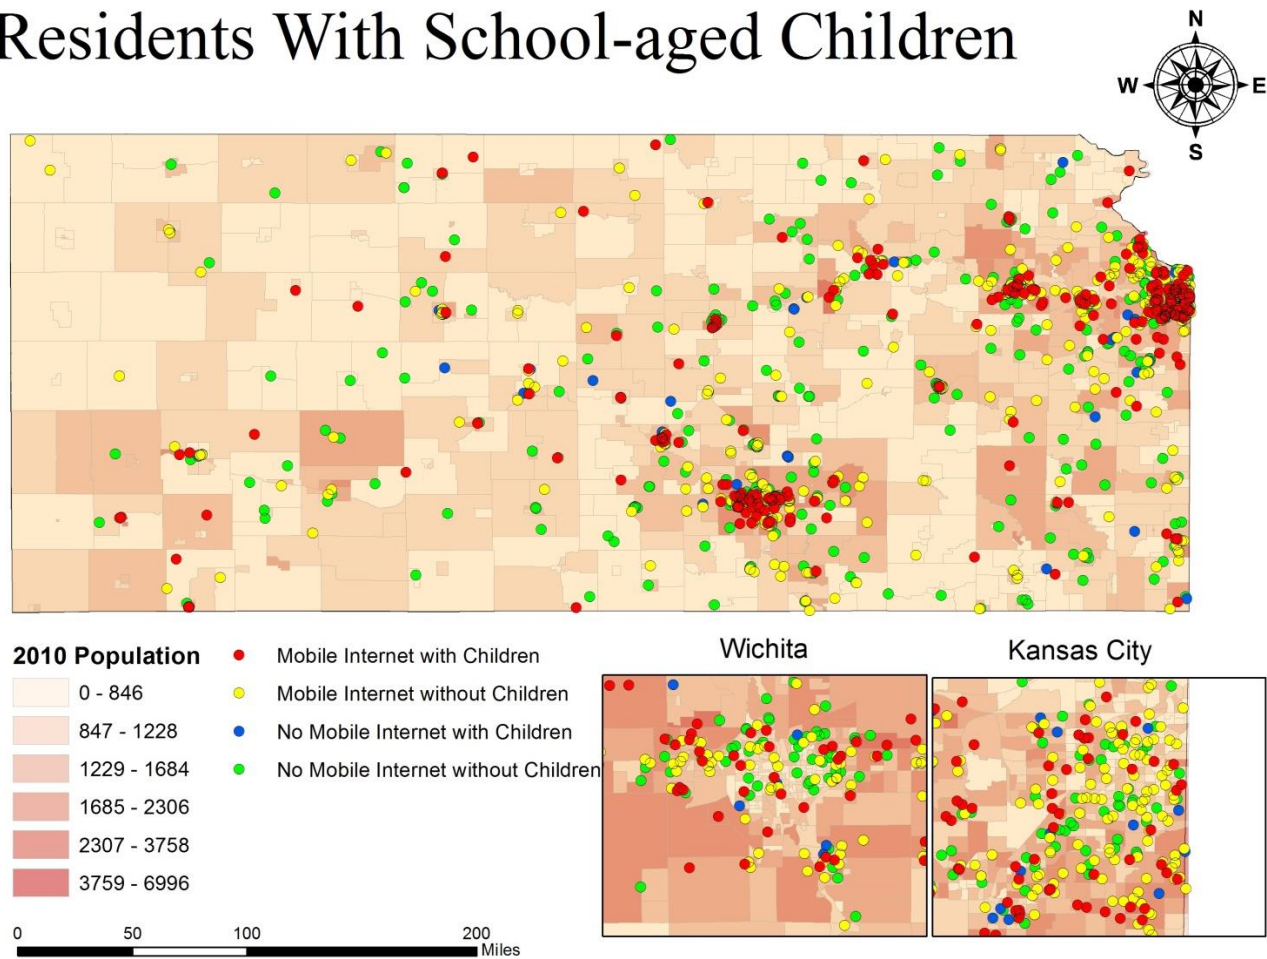 Residents With School-aged Children
N
W E
S
2010 Population
0 - 846
847 - 1228
1229 - 1684
1685 - 2306
2307 - 3758
3759 - 6996
Mobile Internet with Children
Mobile Internet without Children
No Mobile Internet with Children
No Mobile Internet without Children
Wichita
Kansas City
0 50 100 200
Miles